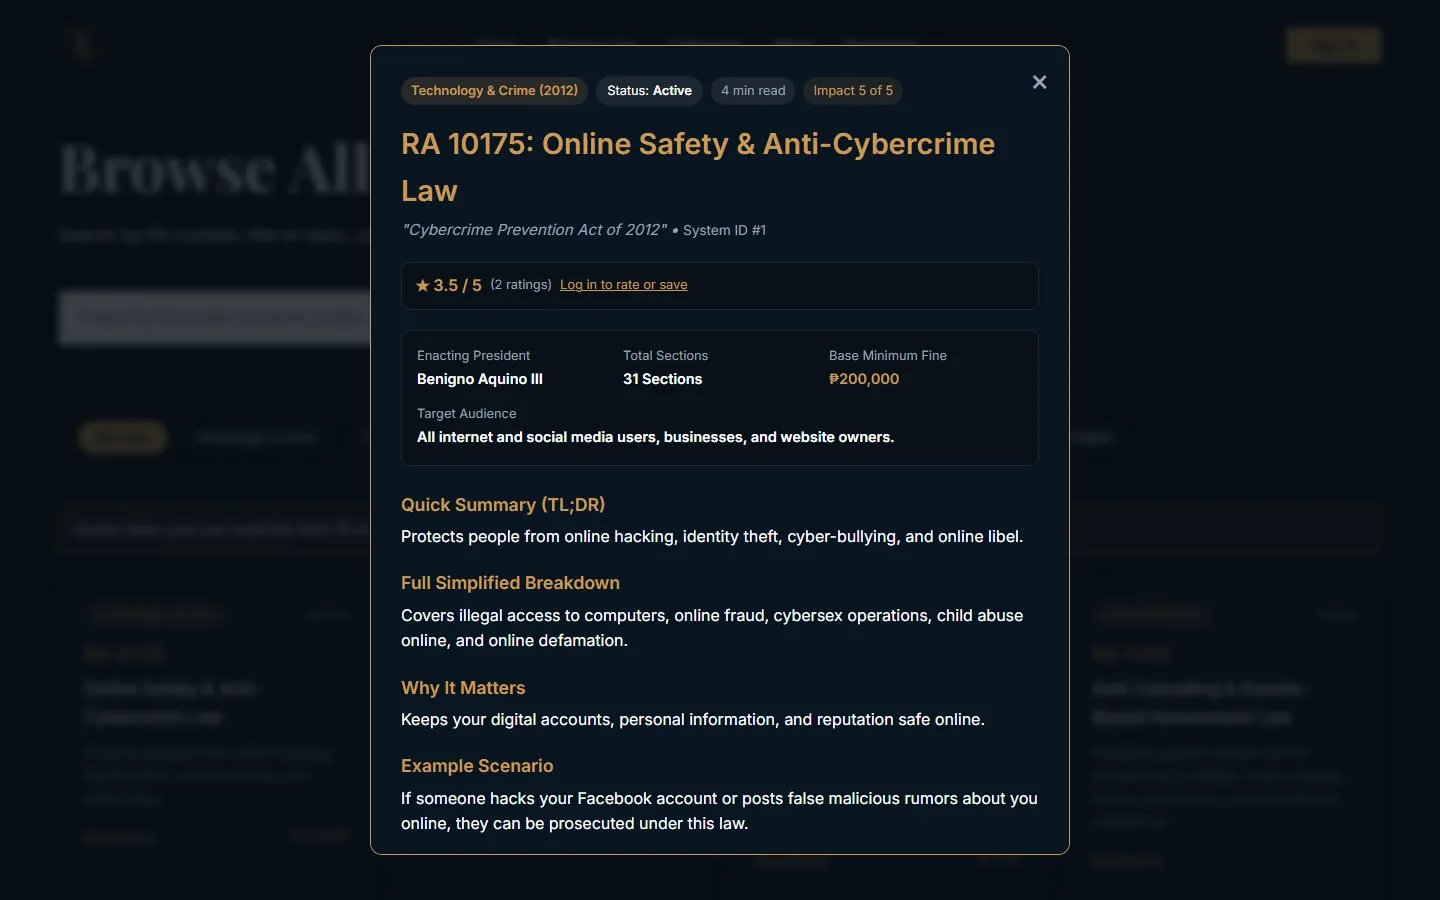 Technology & Crime (2012) Status: Active 4 min read Impact 5 of 5
×
RA 10175: Online Safety & Anti-Cybercrime
Law
"Cybercrime Prevention Act of 2012" • System ID #1
★ 3.5 / 5 (2 ratings) Log in to rate or save
Enacting President Total Sections Base Minimum Fine
Benigno Aquino III 31 Sections ₱200,000
Target Audience
All internet and social media users, businesses, and website owners.
Quick Summary (TL;DR)
Protects people from online hacking, identity theft, cyber-bullying, and online libel.
Full Simplified Breakdown
Covers illegal access to computers, online fraud, cybersex operations, child abuse
online, and online defamation.
Why It Matters
Keeps your digital accounts, personal information, and reputation safe online.
Example Scenario
If someone hacks your Facebook account or posts false malicious rumors about you
online, they can be prosecuted under this law.
Browse All